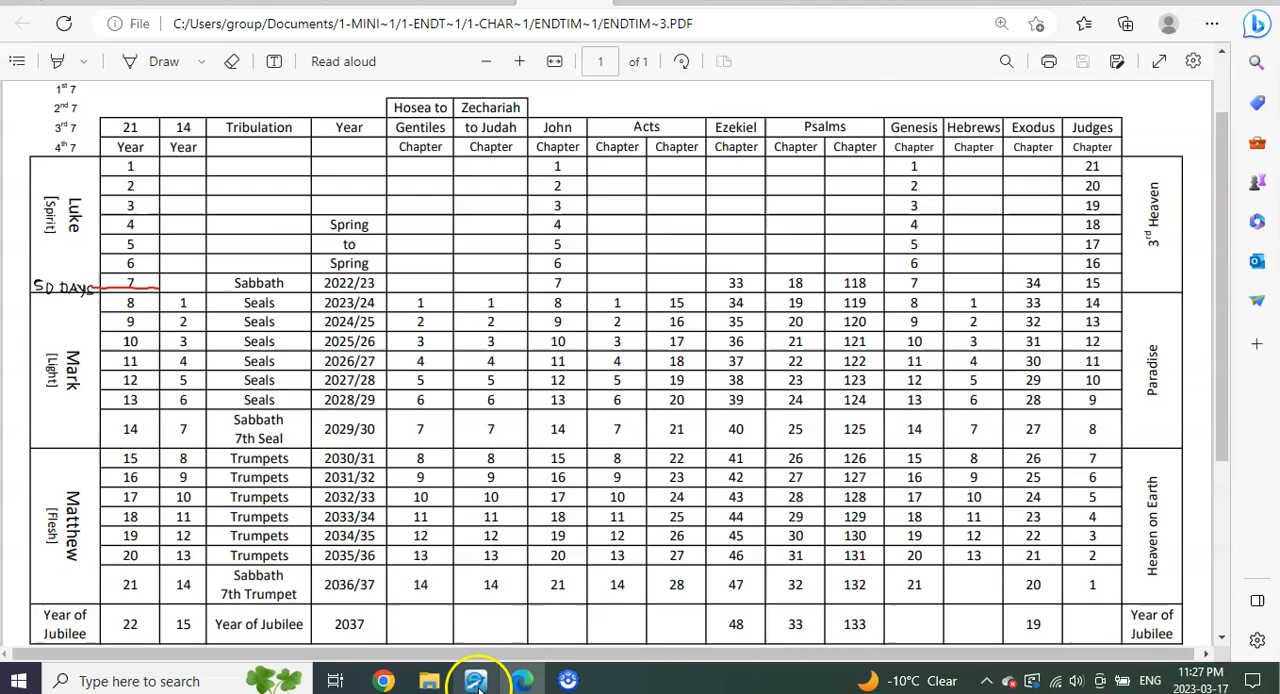 File
C:/Users/group/Documents/1-MINI~1/1-ENDT~1/1-CHAR~1/ENDTIM~1/ENDTIM~3.PDF
Draw
Read aloud
1 of 1
1st 7
2nd 7 Hosea to Zechariah
3rd 7 21 14 Tribulation Year Gentiles to Judah John Acts Ezekiel Psalms Genesis Hebrews Exodus Judges
4th 7 Year Year Chapter Chapter Chapter Chapter Chapter Chapter Chapter Chapter Chapter Chapter Chapter Chapter
Luke [Spirit]
1 1 1 21
2 2 2 20
3 3 3 19
4 Spring 4 4 18
5 to 5 5 17
6 Spring 6 6 16
50 DAYS 7 Sabbath 2022/23 7 33 18 118 7 34 15
3rd Heaven
Mark [Light]
8 1 Seals 2023/24 1 1 8 1 15 34 19 119 8 1 33 14
9 2 Seals 2024/25 2 2 9 2 16 35 20 120 9 2 32 13
10 3 Seals 2025/26 3 3 10 3 17 36 21 121 10 3 31 12
11 4 Seals 2026/27 4 4 11 4 18 37 22 122 11 4 30 11
12 5 Seals 2027/28 5 5 12 5 19 38 23 123 12 5 29 10
13 6 Seals 2028/29 6 6 13 6 20 39 24 124 13 6 28 9
14 7 Sabbath 7th Seal 2029/30 7 7 14 7 21 40 25 125 14 7 27 8
Paradise
Matthew [Flesh]
15 8 Trumpets 2030/31 8 8 15 8 22 41 26 126 15 8 26 7
16 9 Trumpets 2031/32 9 9 16 9 23 42 27 127 16 9 25 6
17 10 Trumpets 2032/33 10 10 17 10 24 43 28 128 17 10 24 5
18 11 Trumpets 2033/34 11 11 18 11 25 44 29 129 18 11 23 4
19 12 Trumpets 2034/35 12 12 19 12 26 45 30 130 19 12 22 3
20 13 Trumpets 2035/36 13 13 20 13 27 46 31 131 20 13 21 2
21 14 Sabbath 7th Trumpet 2036/37 14 14 21 14 28 47 32 132 21 20 1
Heaven on Earth
Year of Jubilee 22 15 Year of Jubilee 2037 48 33 133 19 Year of Jubilee
Type here to search
-10°C Clear
ENG
11:27 PM
2023-03-17